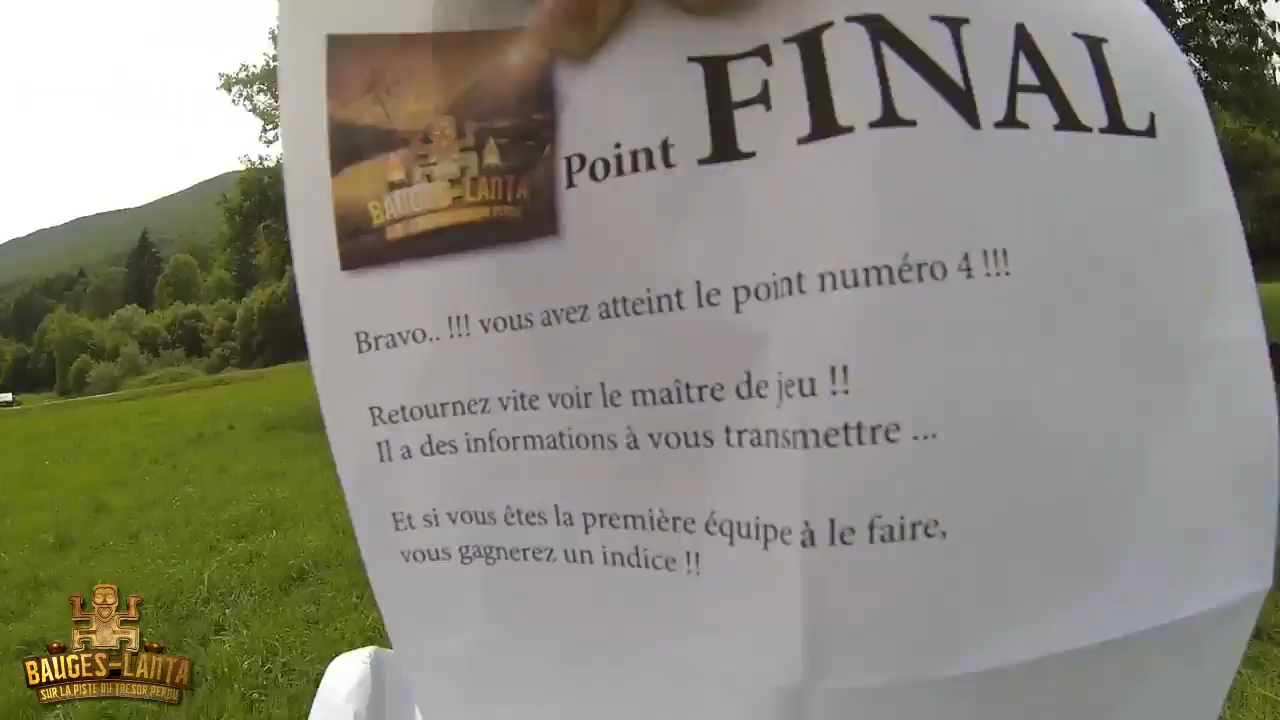 Point FINAL
BAUGES-LANTA
Bravo.. !!! vous avez atteint le point numéro 4 !!!
Retournez vite voir le maître de jeu !!
Il a des informations à vous transmettre ...
Et si vous êtes la première équipe à le faire,
vous gagnerez un indice !!
BAUGES-LANTA
SUR LA PISTE DU TRESOR PERDU